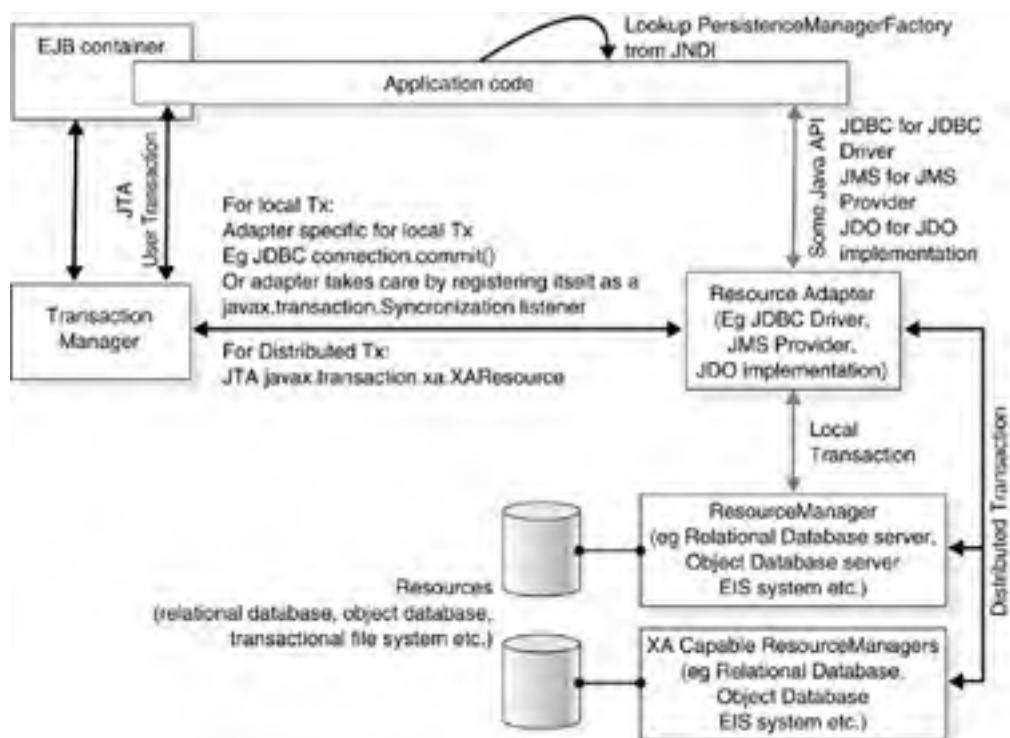 EJB container
Lookup PersistenceManagerFactory
from JNDI
Application code
JTA
User Transaction
Some Java API
JDBC for JDBC
Driver
JMS for JMS
Provider
JDO for JDO
implementation
For local Tx:
Adapter specific for local Tx
Eg JDBC connection.commit()
Or adapter takes care by registering itself as a
javax.transaction.Syncronization listener
Transaction
Manager
For Distributed Tx:
JTA javax.transaction.xa.XAResource
Resource Adapter
(Eg JDBC Driver,
JMS Provider,
JDO implementation)
Local
Transaction
Distributed Transaction
ResourceManager
(eg Relational Database server,
Object Database server
EIS system etc.)
Resources
(relational database, object database,
transactional file system etc.)
XA Capable ResourceManagers
(eg Relational Database,
Object Database
EIS system etc.)